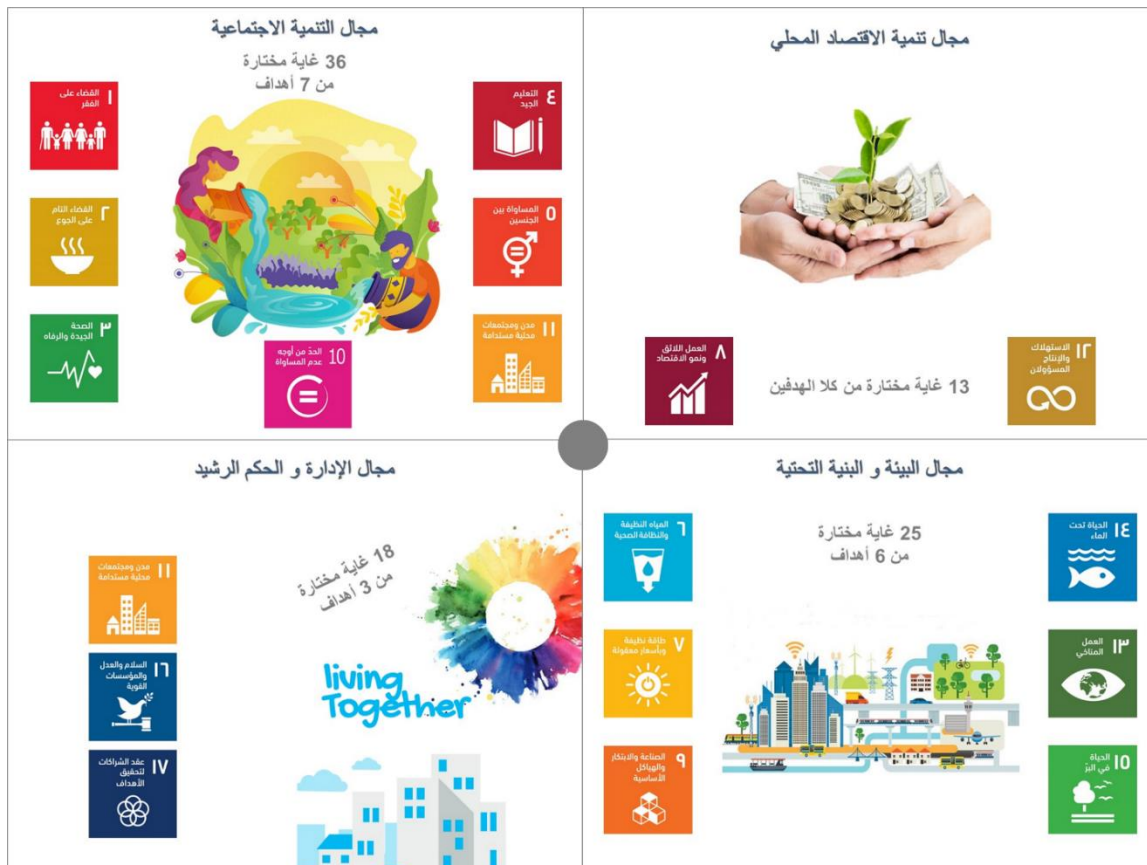 مجال تنمية الاقتصاد المحلي
١٢ الاستهلاك
والإنتاج
المسؤولان
13 غاية مختارة من كلا الهدفين
٨ العمل اللائق
ونمو الاقتصاد
مجال التنمية الاجتماعية
36 غاية مختارة
من 7 أهداف
٤ التعليم
الجيد
١ القضاء على
الفقر
٥ المساواة بين
الجنسين
٢ القضاء التام
على الجوع
١١ مدن ومجتمعات
محلية مستدامة
10 الحدّ من أوجه
عدم المساواة
٣ الصحة
الجيدة والرفاه
مجال البيئة و البنية التحتية
25 غاية مختارة
من 6 أهداف
١٤ الحياة تحت
الماء
٦ المياه النظيفة
والنظافة الصحية
١٣ العمل
المناخي
٧ طاقة نظيفة
وبأسعار معقولة
١٥ الحياة
في البرّ
٩ الصناعة والابتكار
والهياكل
الأساسية
مجال الإدارة و الحكم الرشيد
18 غاية مختارة
من 3 أهداف
living
Together
١١ مدن ومجتمعات
محلية مستدامة
١٦ السلام والعدل
والمؤسسات
القوية
١٧ عقد الشراكات
لتحقيق
الأهداف